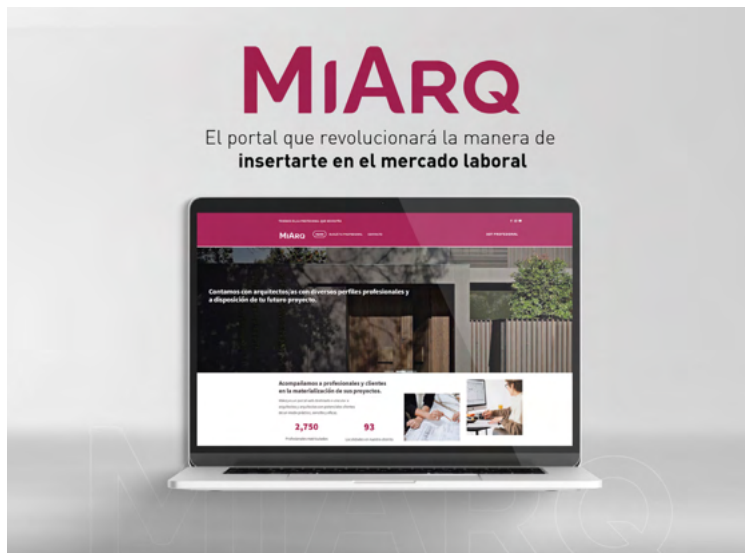 MIARQ
El portal que revolucionará la manera de
insertarte en el mercado laboral
MIARQ
CONTACTO
Contamos con arquitectos/as con diversos perfiles profesionales y
a disposición de tu futuro proyecto.
Acompañamos a profesionales y clientes
en la materialización de sus proyectos.
2,750
93
MIARQ